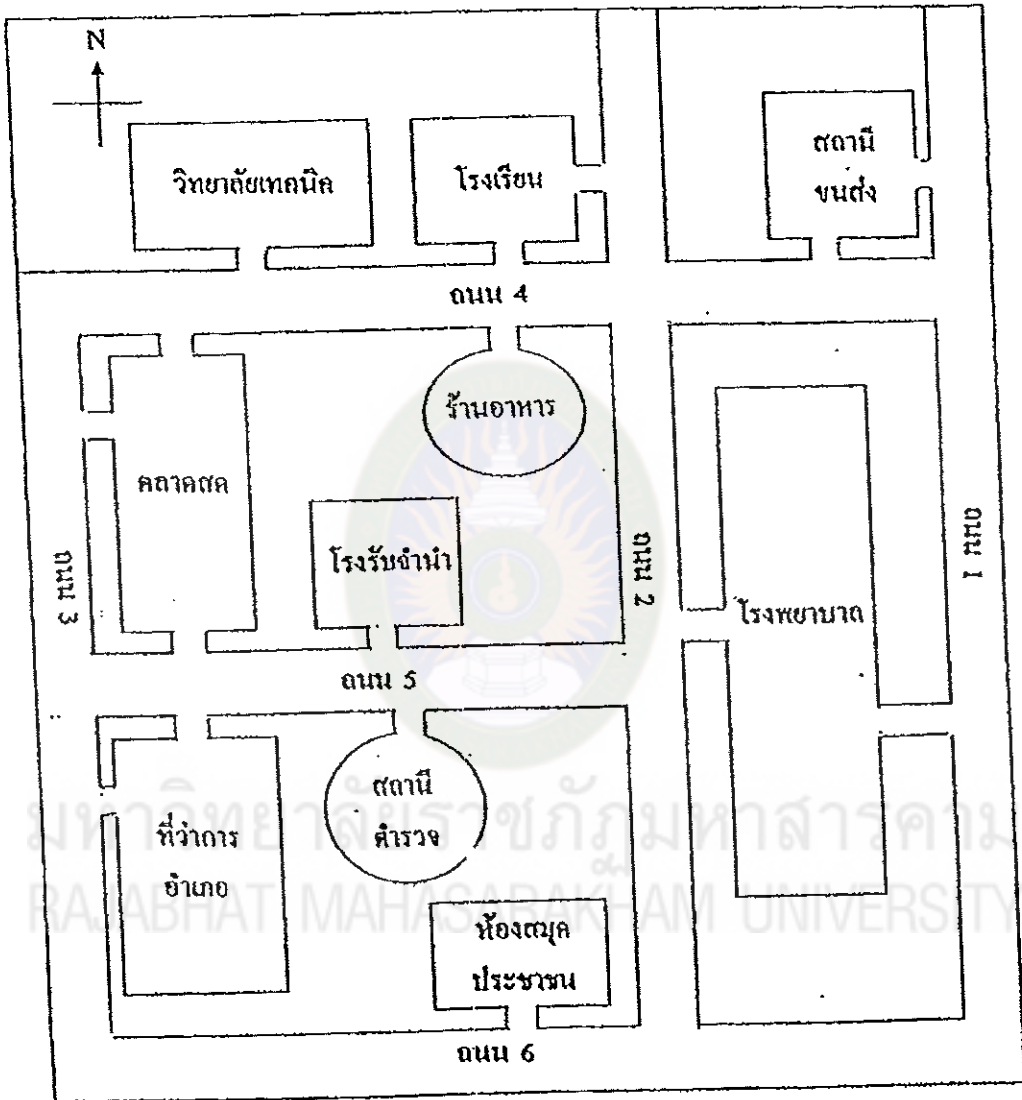 N
วิทยาลัยเทคนิค
โรงเรียน
สถานี
ขนส่ง
ถนน 4
ร้านอาหาร
ตลาดสด
โรงรับจำนำ
ถนน 3
ถนน 2
ถนน 1
โรงพยาบาล
ถนน 5
สถานี
ตำรวจ
ที่ว่าการ
อำเภอ
ห้องสมุด
ประชาชน
ถนน 6
มหาวิทยาลัยราชภัฏมหาสารคาม
RAJABHAT MAHASARAKHAM UNIVERSITY